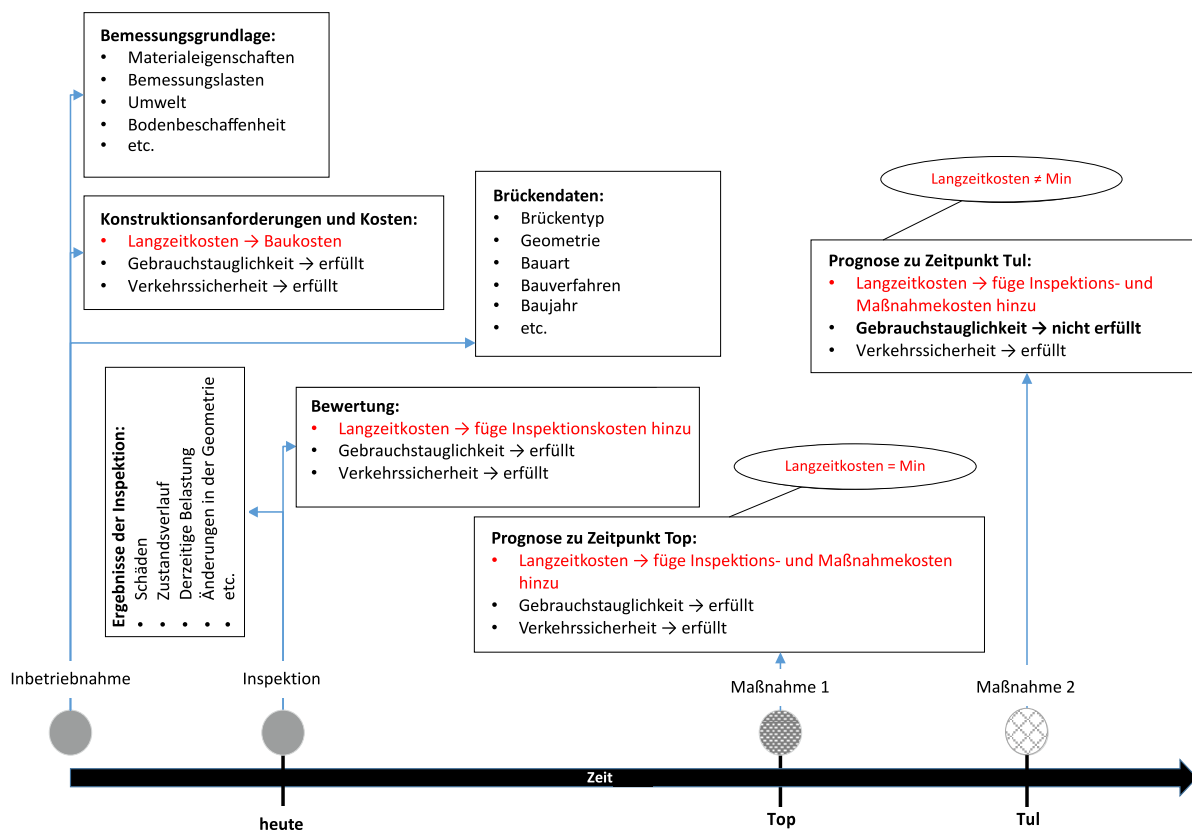 Bemessungsgrundlage:
• Materialeigenschaften
• Bemessungslasten
• Umwelt
• Bodenbeschaffenheit
• etc.
Konstruktionsanforderungen und Kosten:
• Langzeitkosten → Baukosten
• Gebrauchstauglichkeit → erfüllt
• Verkehrssicherheit → erfüllt
Brückendaten:
• Brückentyp
• Geometrie
• Bauart
• Bauverfahren
• Baujahr
• etc.
Langzeitkosten ≠ Min
Prognose zu Zeitpunkt Tul:
• Langzeitkosten → füge Inspektions- und
Maßnahmekosten hinzu
• Gebrauchstauglichkeit → nicht erfüllt
• Verkehrssicherheit → erfüllt
Ergebnisse der Inspektion:
• Schäden
• Zustandsverlauf
• Derzeitige Belastung
• Änderungen in der Geometrie
• etc.
Bewertung:
• Langzeitkosten → füge Inspektionskosten hinzu
• Gebrauchstauglichkeit → erfüllt
• Verkehrssicherheit → erfüllt
Langzeitkosten = Min
Prognose zu Zeitpunkt Top:
• Langzeitkosten → füge Inspektions- und Maßnahmekosten
hinzu
• Gebrauchstauglichkeit → erfüllt
• Verkehrssicherheit → erfüllt
Inbetriebnahme
Inspektion
Maßnahme 1
Maßnahme 2
Zeit
heute
Top
Tul